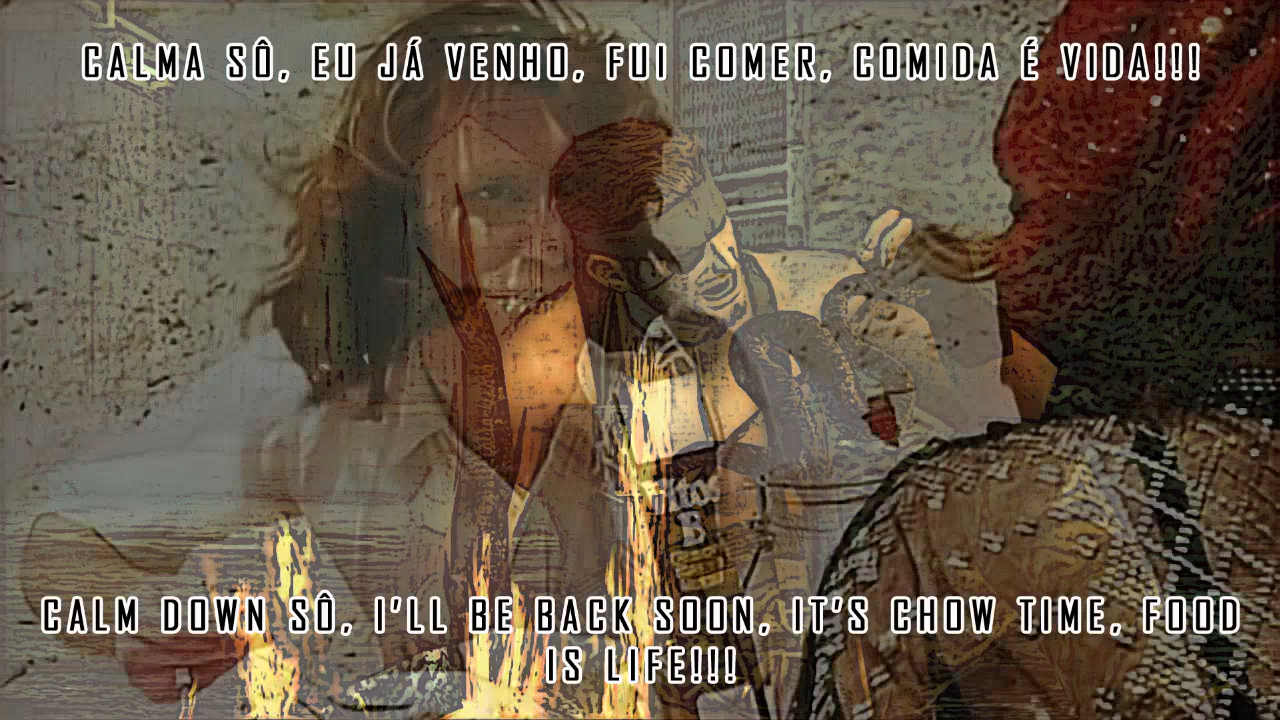 CALMA SÔ, EU JÁ VENHO, FUI COMER, COMIDA É VIDA!!!
CALM DOWN SÔ, I'LL BE BACK SOON, IT'S CHOW TIME, FOOD
IS LIFE!!!